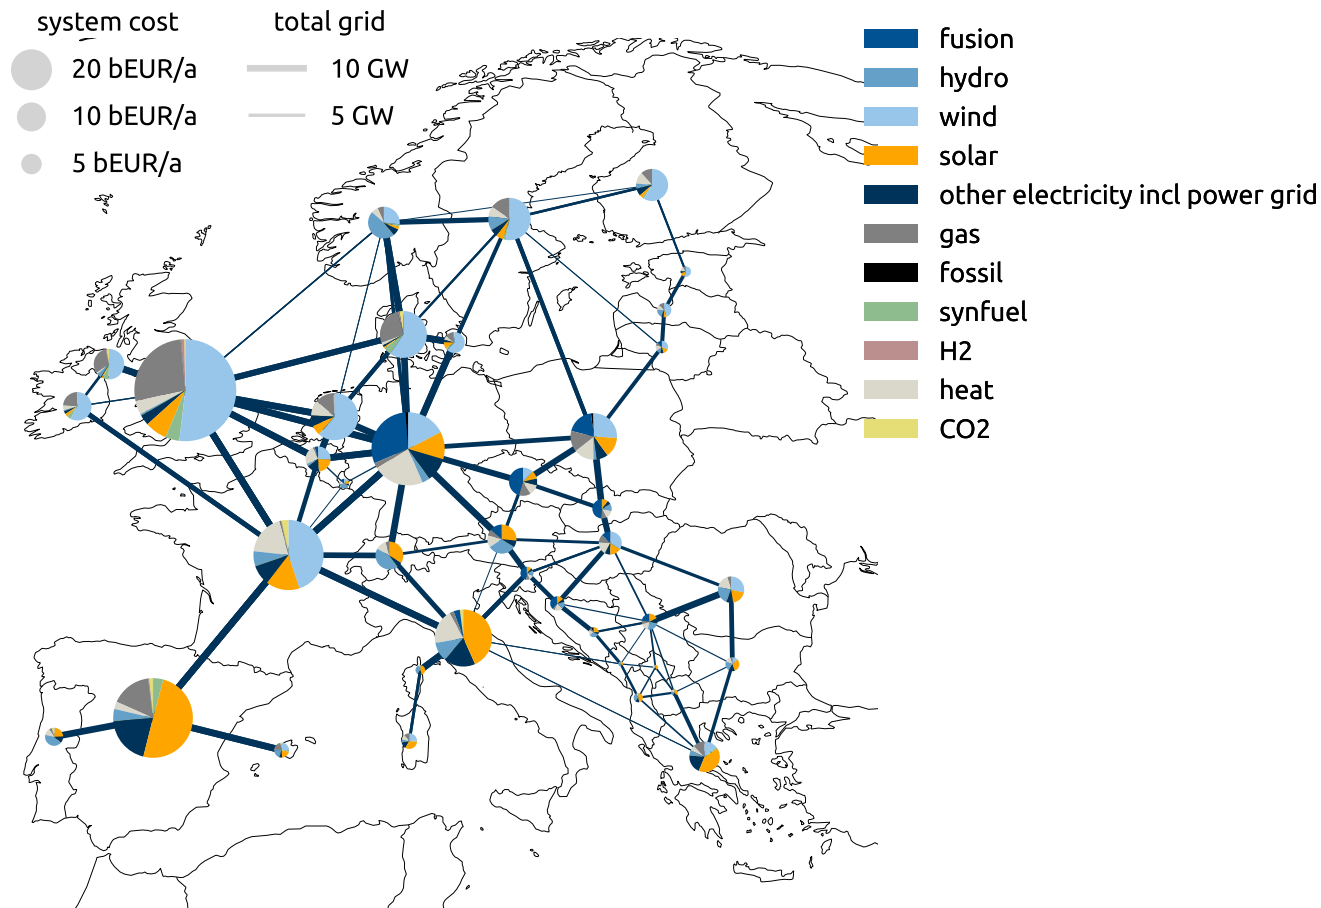 system cost
20 bEUR/a
10 bEUR/a
5 bEUR/a
total grid
10 GW
5 GW
fusion
hydro
wind
solar
other electricity incl power grid
gas
fossil
synfuel
H2
heat
CO2